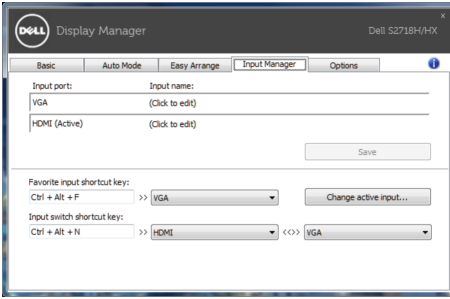 x
DELL Display Manager Dell S2718H/HX
Basic Auto Mode Easy Arrange Input Manager Options i
Input port: Input name:
VGA (Click to edit)
HDMI (Active) (Click to edit)
Save
Favorite input shortcut key:
Ctrl + Alt + F >> VGA Change active input...
Input switch shortcut key:
Ctrl + Alt + N >> HDMI <<>> VGA